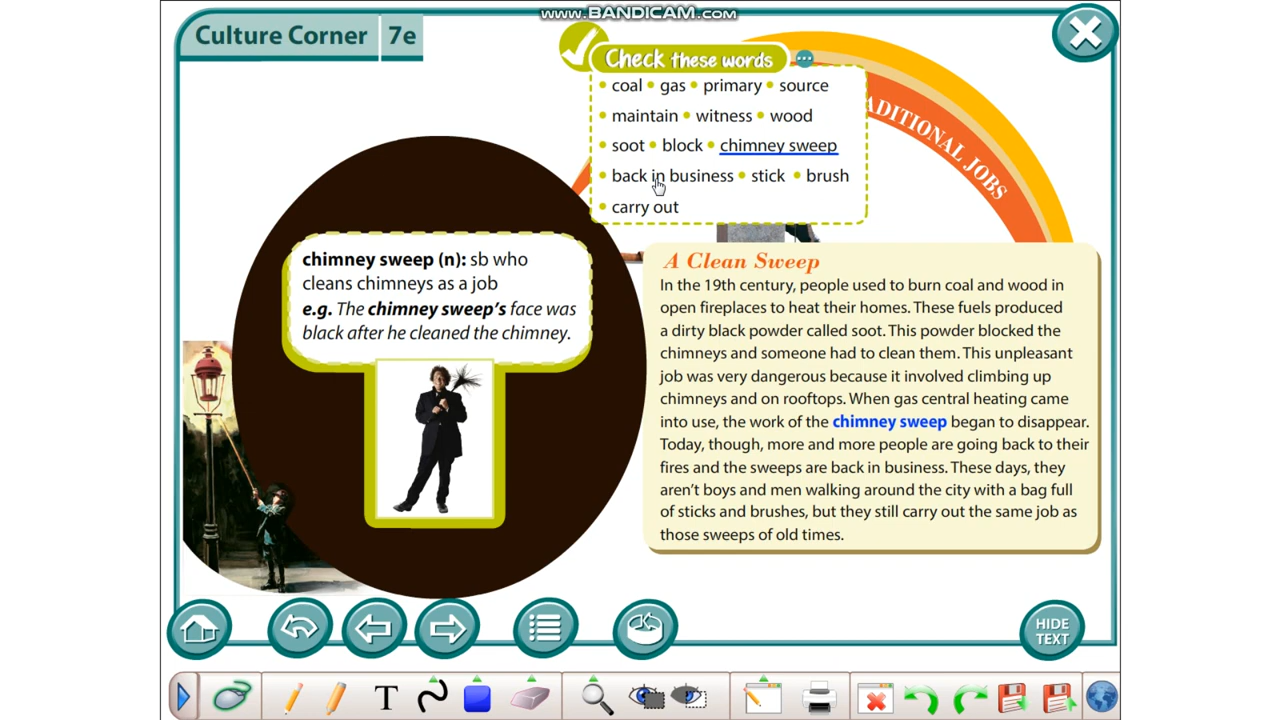 www.BANDICAM.com
Culture Corner 7e
Check these words
• coal • gas • primary • source
• maintain • witness • wood
• soot • block • chimney sweep
• back in business • stick • brush
• carry out
ADITIONAL JOBS
chimney sweep (n): sb who
cleans chimneys as a job
e.g. The chimney sweep's face was
black after he cleaned the chimney.
A Clean Sweep
In the 19th century, people used to burn coal and wood in
open fireplaces to heat their homes. These fuels produced
a dirty black powder called soot. This powder blocked the
chimneys and someone had to clean them. This unpleasant
job was very dangerous because it involved climbing up
chimneys and on rooftops. When gas central heating came
into use, the work of the chimney sweep began to disappear.
Today, though, more and more people are going back to their
fires and the sweeps are back in business. These days, they
aren't boys and men walking around the city with a bag full
of sticks and brushes, but they still carry out the same job as
those sweeps of old times.
HIDE
TEXT
T